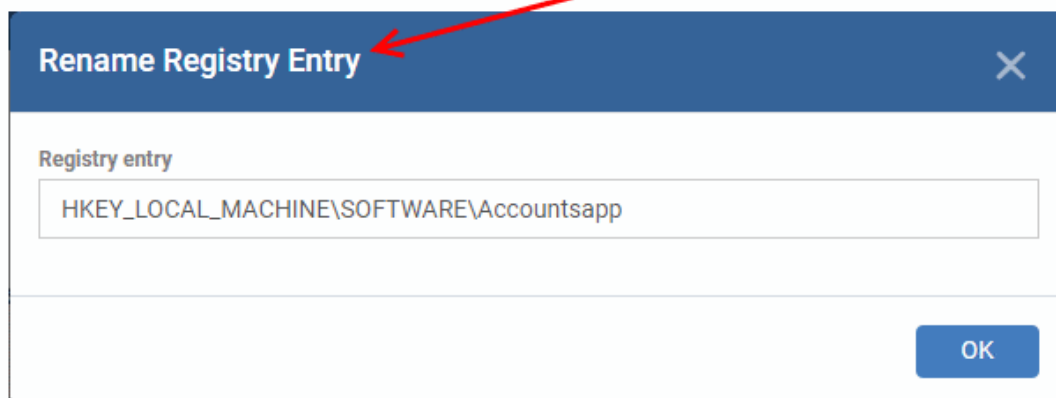 Rename Registry Entry
Registry entry
HKEY_LOCAL_MACHINE\SOFTWARE\Accountsapp
OK